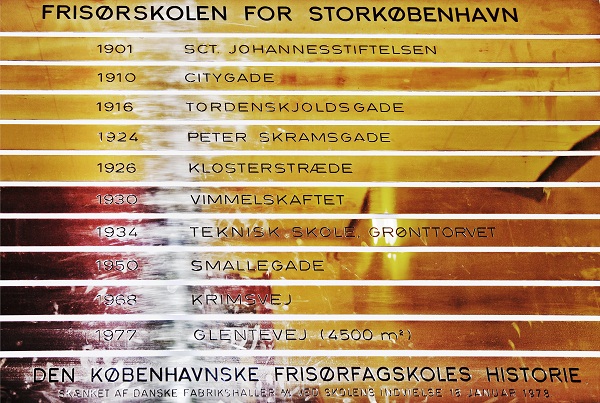 FRISØRSKOLEN FOR STORKØBENHAVN
1901 SCT. JOHANNESSTIFTELSEN
1910 CITYGADE
1916 TORDENSKJOLDSGADE
1924 PETER SKRAMSGADE
1926 KLOSTERSTRÆDE
1930 VIMMELSKAFTET
1934 TEKNISK SKOLE, GRØNTTORVET
1950 SMALLEGADE
1968 KRIMSVEJ
1977 GLENTEVEJ (4500 m²)
DEN KØBENHAVNSKE FRISØRFAGSKOLES HISTORIE
SKÆNKET AF DANSKE FABRIKSHALLER VED SKOLENS INDVIELSE JANUAR 1978